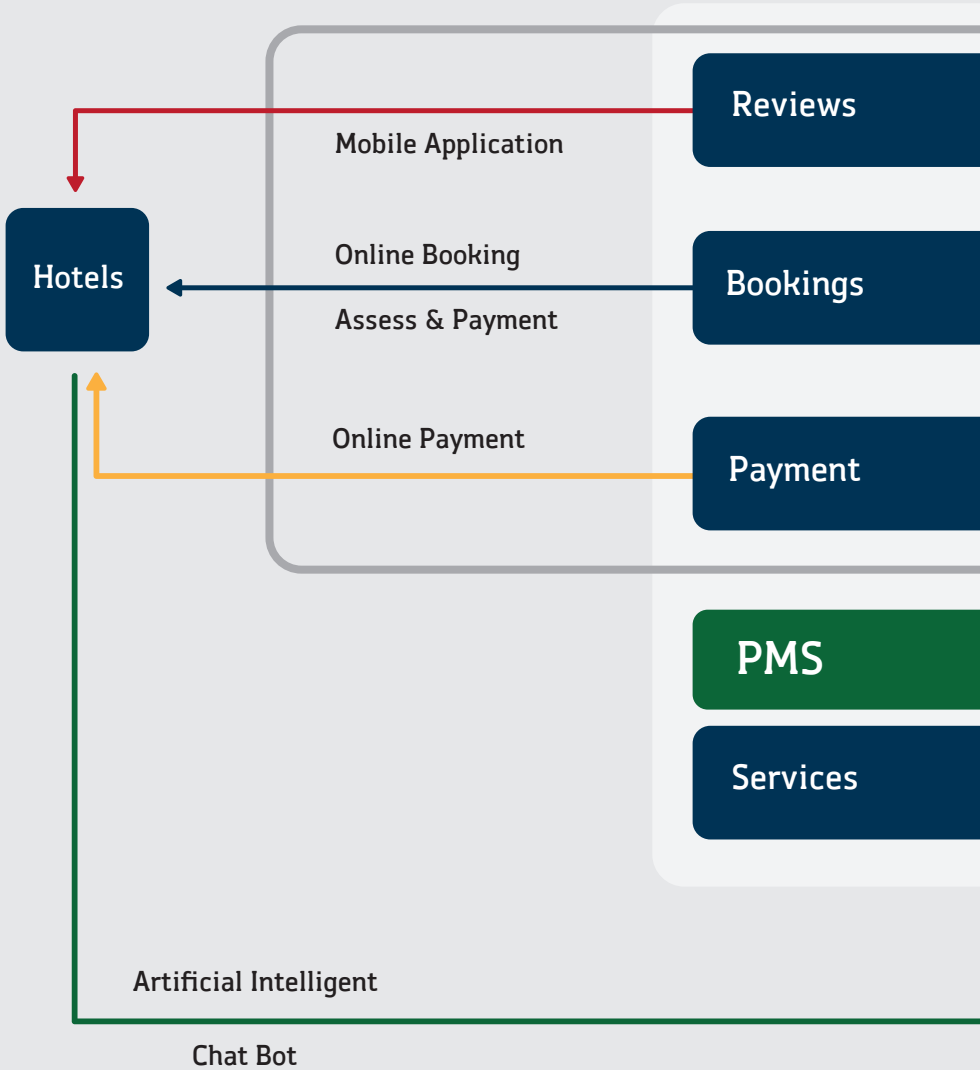 Reviews
Mobile Application
Online Booking
Hotels
Bookings
Assess & Payment
Online Payment
Payment
PMS
Services
Artificial Intelligent
Chat Bot